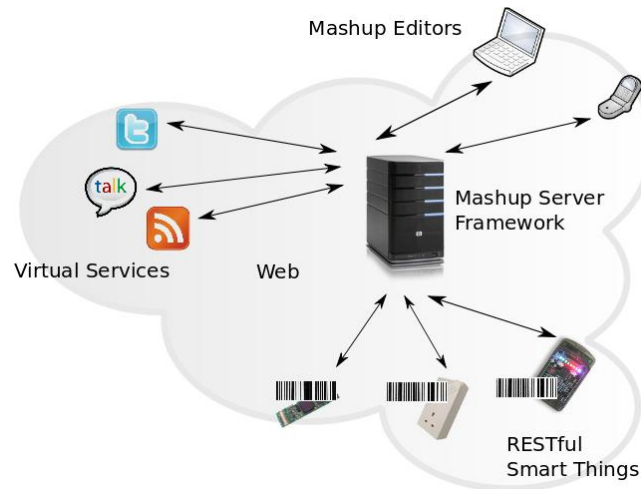 Mashup Editors
talk
Mashup Server
Framework
Virtual Services
Web
RESTful
Smart Things